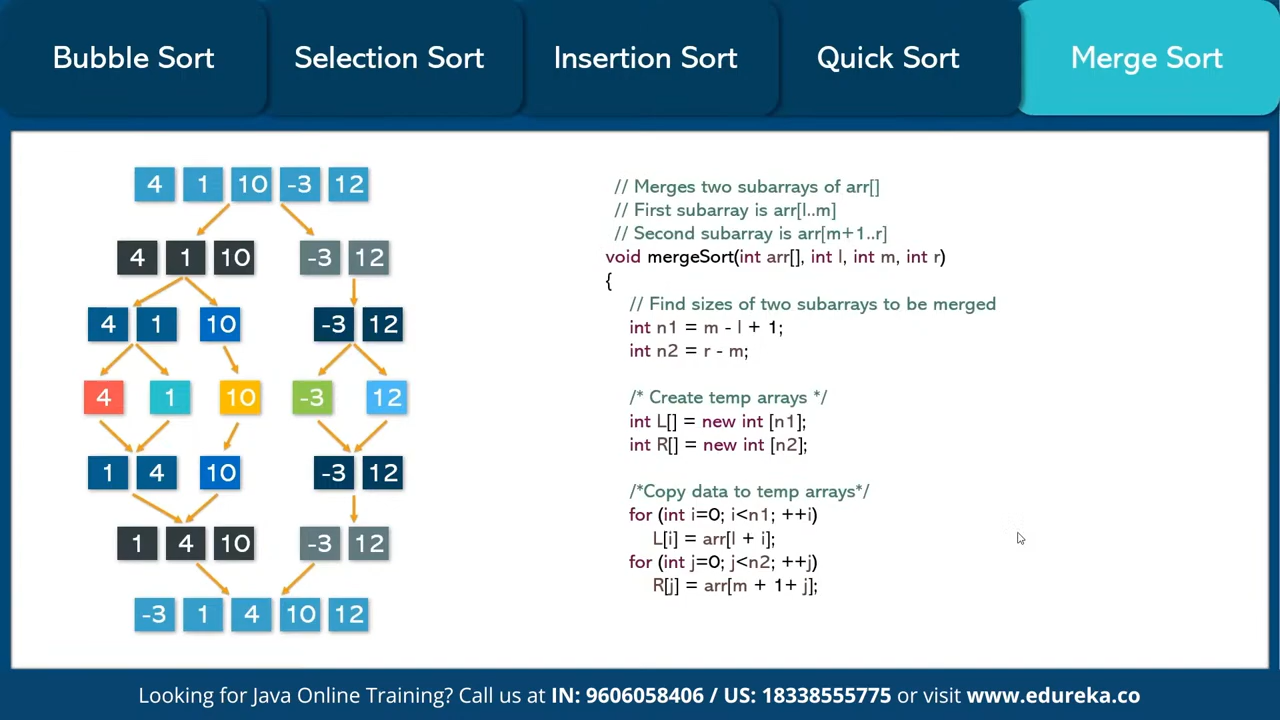 Bubble Sort Selection Sort Insertion Sort Quick Sort Merge Sort
4 1 10 -3 12
4 1 10 -3 12
4 1 10 -3 12
4 1 10 -3 12
1 4 10 -3 12
1 4 10 -3 12
-3 1 4 10 12
// Merges two subarrays of arr[]
// First subarray is arr[l..m]
// Second subarray is arr[m+1..r]
void mergeSort(int arr[], int l, int m, int r)
{
// Find sizes of two subarrays to be merged
int n1 = m - l + 1;
int n2 = r - m;
/* Create temp arrays */
int L[] = new int [n1];
int R[] = new int [n2];
/*Copy data to temp arrays*/
for (int i=0; i<n1; ++i)
L[i] = arr[l + i];
for (int j=0; j<n2; ++j)
R[j] = arr[m + 1+ j];
Looking for Java Online Training? Call us at IN: 9606058406 / US: 18338555775 or visit www.edureka.co